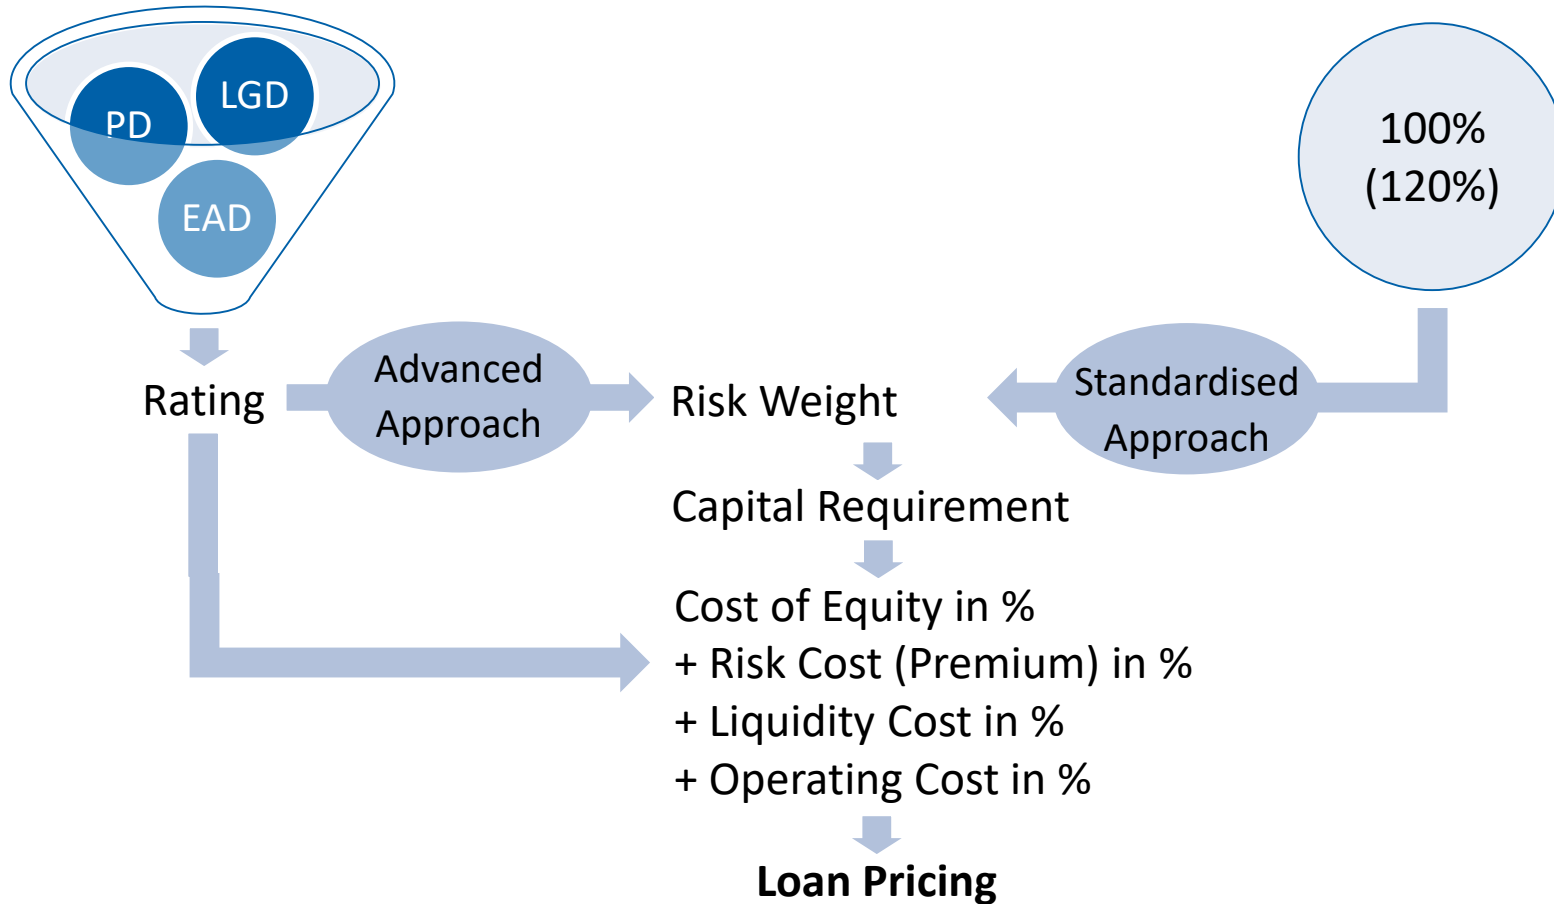 PD
LGD
EAD
100%
(120%)
Rating
Advanced
Approach
Risk Weight
Standardised
Approach
Capital Requirement
Cost of Equity in %
+ Risk Cost (Premium) in %
+ Liquidity Cost in %
+ Operating Cost in %
Loan Pricing